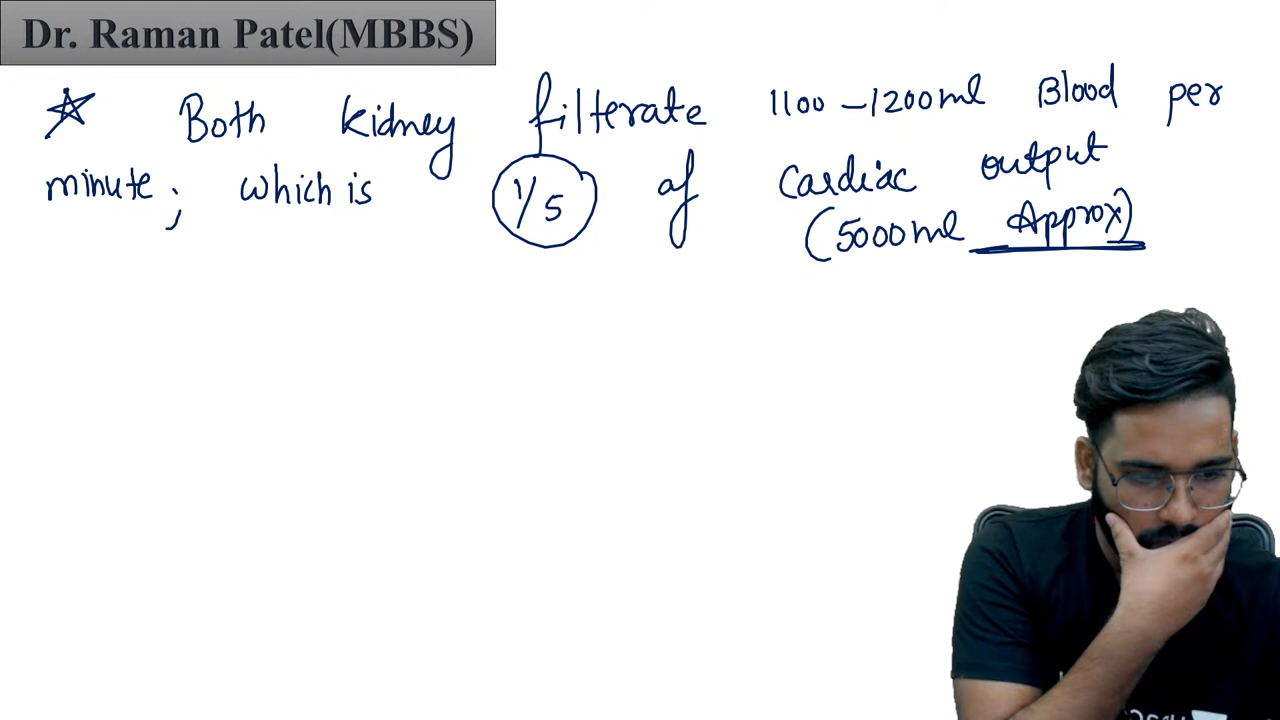 Dr. Raman Patel(MBBS)
☆ Both kidney filterate 1100-1200ml Blood per
minute; which is 1/5 of cardiac output
(5000ml Approx)